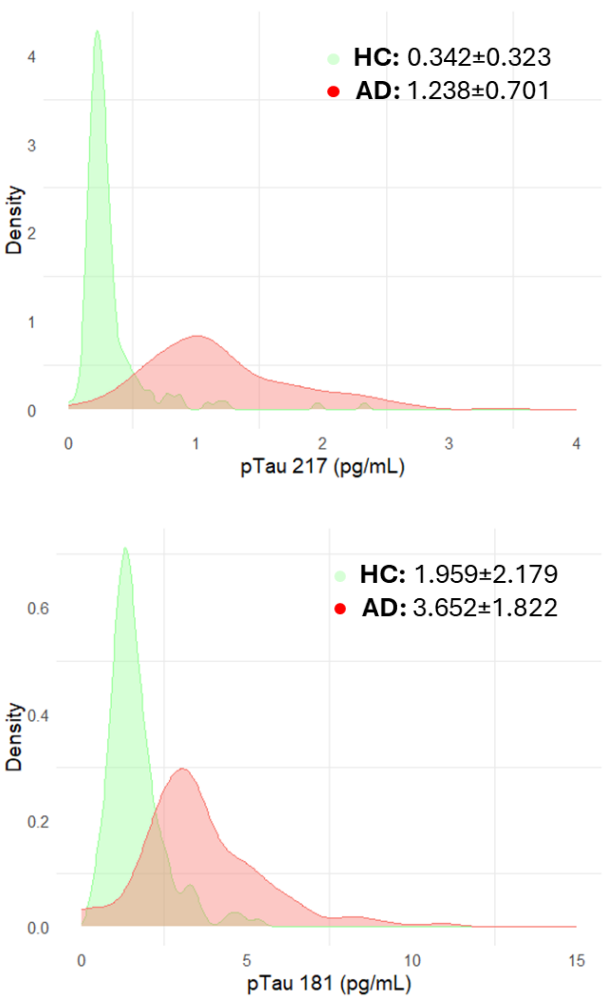 HC: 0.342±0.323
AD: 1.238±0.701
Density
4
3
2
1
0
0 1 2 3 4
pTau 217 (pg/mL)
HC: 1.959±2.179
AD: 3.652±1.822
Density
0.6
0.4
0.2
0.0
0 5 10 15
pTau 181 (pg/mL)